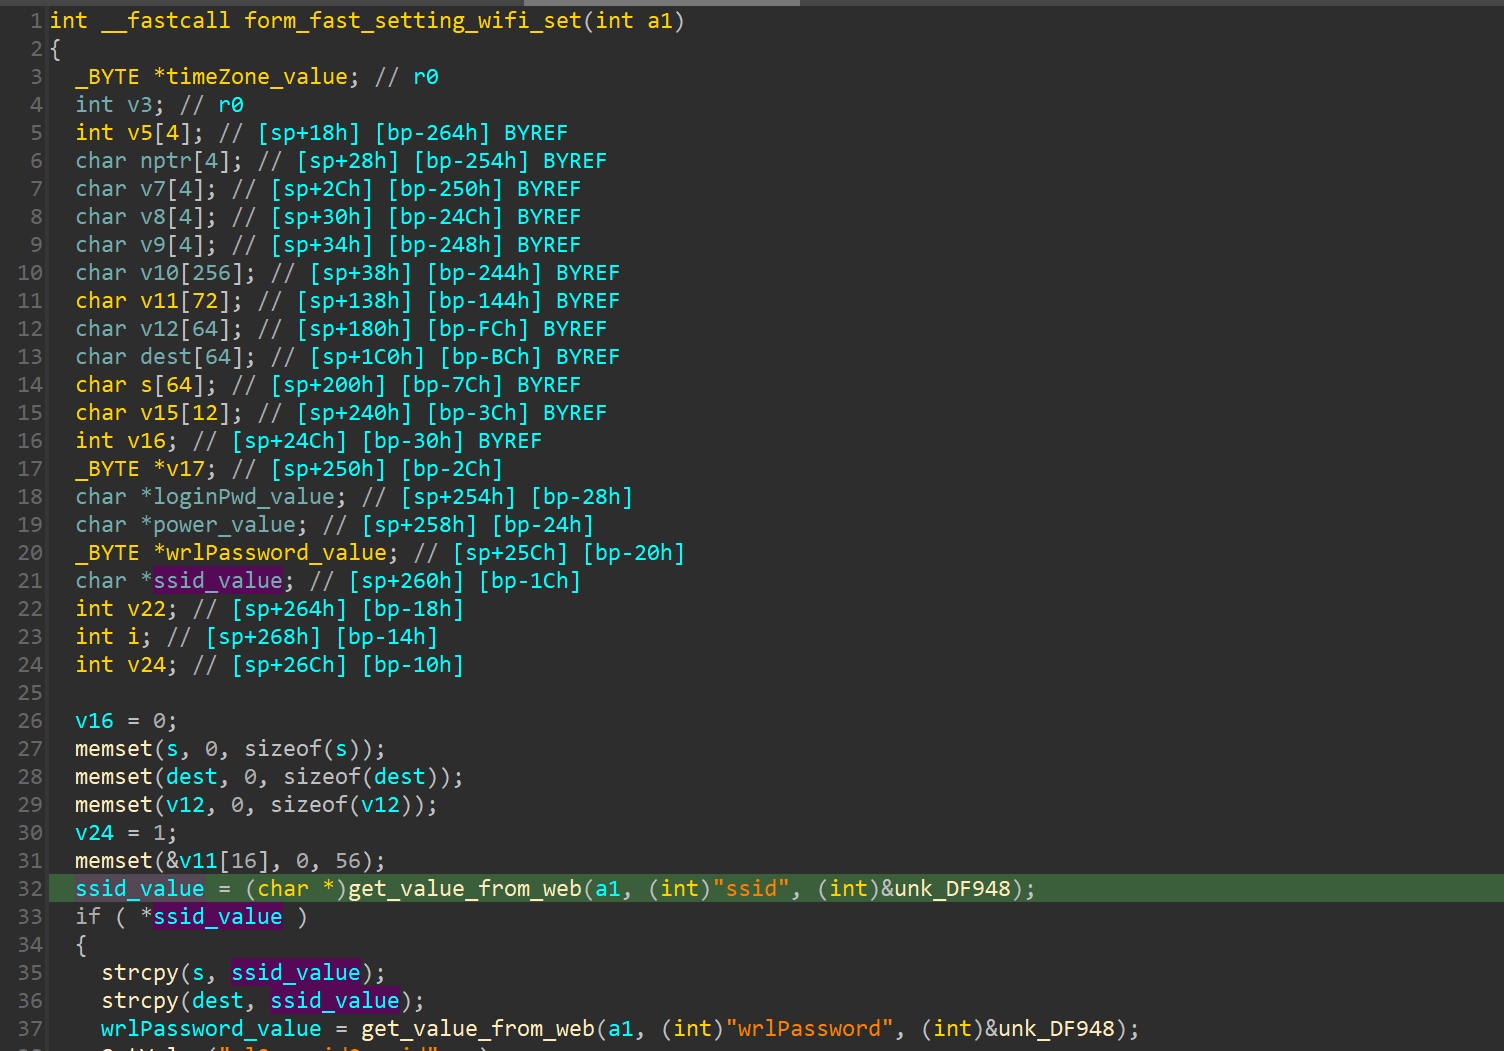 1 int __fastcall form_fast_setting_wifi_set(int a1)
2 {
3 _BYTE *timeZone_value; // r0
4 int v3; // r0
5 int v5[4]; // [sp+18h] [bp-264h] BYREF
6 char nptr[4]; // [sp+28h] [bp-254h] BYREF
7 char v7[4]; // [sp+2Ch] [bp-250h] BYREF
8 char v8[4]; // [sp+30h] [bp-24Ch] BYREF
9 char v9[4]; // [sp+34h] [bp-248h] BYREF
10 char v10[256]; // [sp+38h] [bp-244h] BYREF
11 char v11[72]; // [sp+138h] [bp-144h] BYREF
12 char v12[64]; // [sp+180h] [bp-FCh] BYREF
13 char dest[64]; // [sp+1C0h] [bp-BCh] BYREF
14 char s[64]; // [sp+200h] [bp-7Ch] BYREF
15 char v15[12]; // [sp+240h] [bp-3Ch] BYREF
16 int v16; // [sp+24Ch] [bp-30h] BYREF
17 _BYTE *v17; // [sp+250h] [bp-2Ch]
18 char *loginPwd_value; // [sp+254h] [bp-28h]
19 char *power_value; // [sp+258h] [bp-24h]
20 _BYTE *wrlPassword_value; // [sp+25Ch] [bp-20h]
21 char *ssid_value; // [sp+260h] [bp-1Ch]
22 int v22; // [sp+264h] [bp-18h]
23 int i; // [sp+268h] [bp-14h]
24 int v24; // [sp+26Ch] [bp-10h]
25
26 v16 = 0;
27 memset(s, 0, sizeof(s));
28 memset(dest, 0, sizeof(dest));
29 memset(v12, 0, sizeof(v12));
30 v24 = 1;
31 memset(&v11[16], 0, 56);
32 ssid_value = (char *)get_value_from_web(a1, (int)"ssid", (int)&unk_DF948);
33 if ( *ssid_value )
34 {
35 strcpy(s, ssid_value);
36 strcpy(dest, ssid_value);
37 wrlPassword_value = get_value_from_web(a1, (int)"wrlPassword", (int)&unk_DF948);